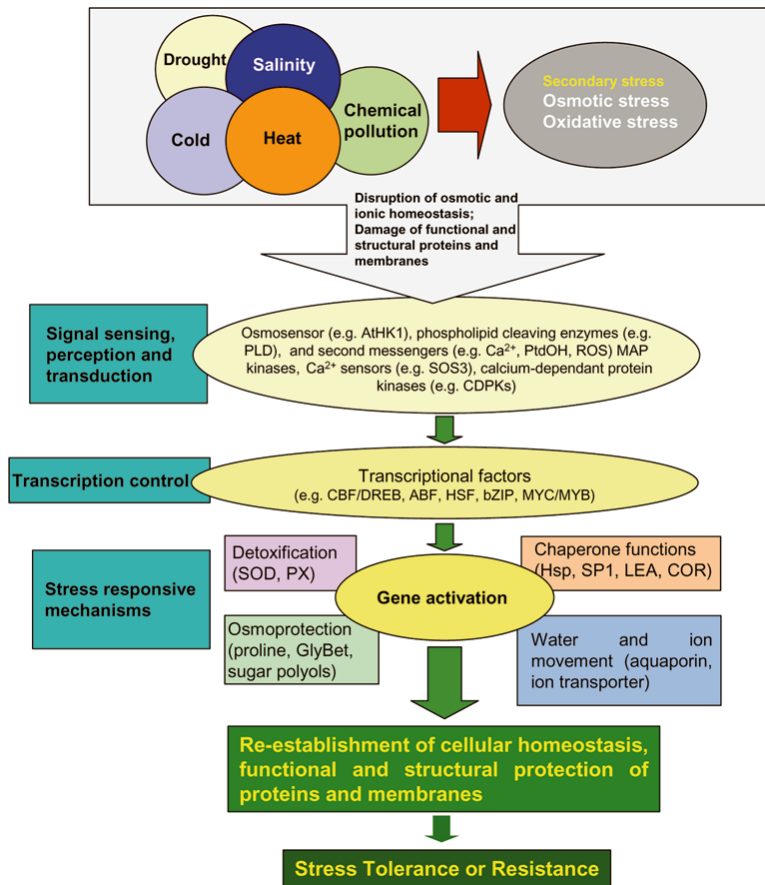 Drought
Salinity
Cold
Heat
Chemical
pollution
Secondary stress
Osmotic stress
Oxidative stress
Disruption of osmotic and
ionic homeostasis;
Damage of functional and
structural proteins and
membranes
Signal sensing,
perception and
transduction
Osmosensor (e.g. AtHK1), phospholipid cleaving enzymes (e.g.
PLD), and second messengers (e.g. Ca²⁺, PtdOH, ROS) MAP
kinases, Ca²⁺ sensors (e.g. SOS3), calcium-dependant protein
kinases (e.g. CDPKs)
Transcription control
Transcriptional factors
(e.g. CBF/DREB, ABF, HSF, bZIP, MYC/MYB)
Stress responsive
mechanisms
Detoxification
(SOD, PX)
Chaperone functions
(Hsp, SP1, LEA, COR)
Gene activation
Osmoprotection
(proline, GlyBet,
sugar polyols)
Water and ion
movement (aquaporin,
ion transporter)
Re-establishment of cellular homeostasis,
functional and structural protection of
proteins and membranes
Stress Tolerance or Resistance